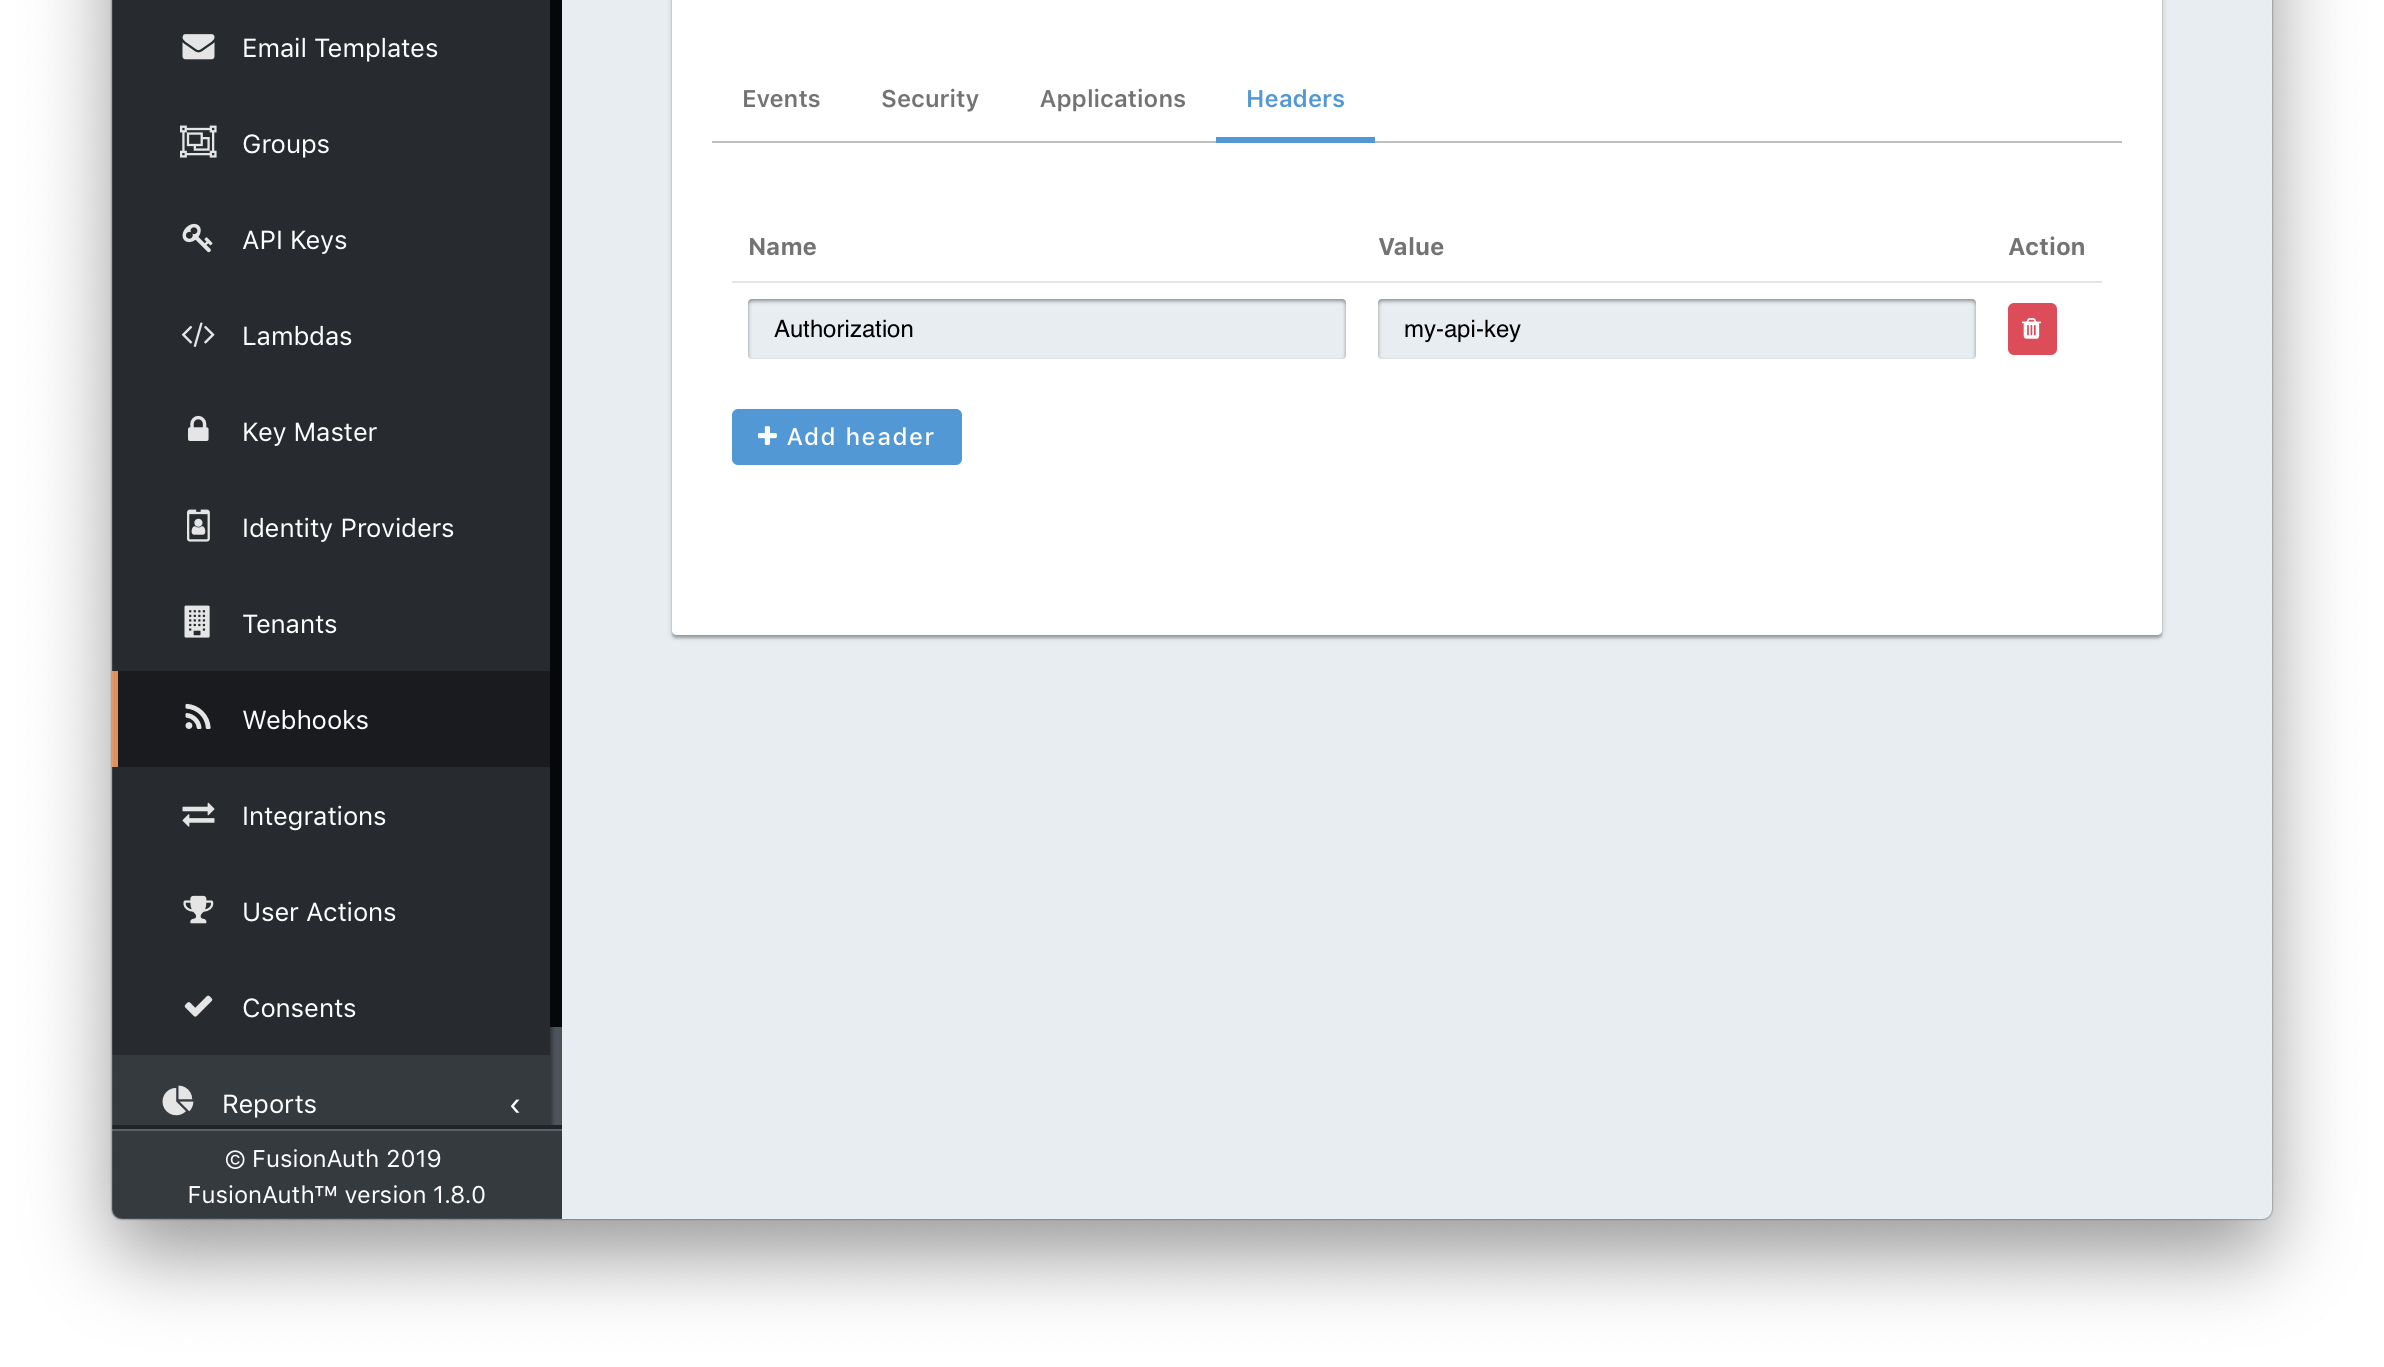 Email Templates
Groups
API Keys
Lambdas
Key Master
Identity Providers
Tenants
Webhooks
Integrations
User Actions
Consents
Reports
© FusionAuth 2019
FusionAuth™ version 1.8.0
Events Security Applications Headers
Name Value Action
Authorization my-api-key
Add header